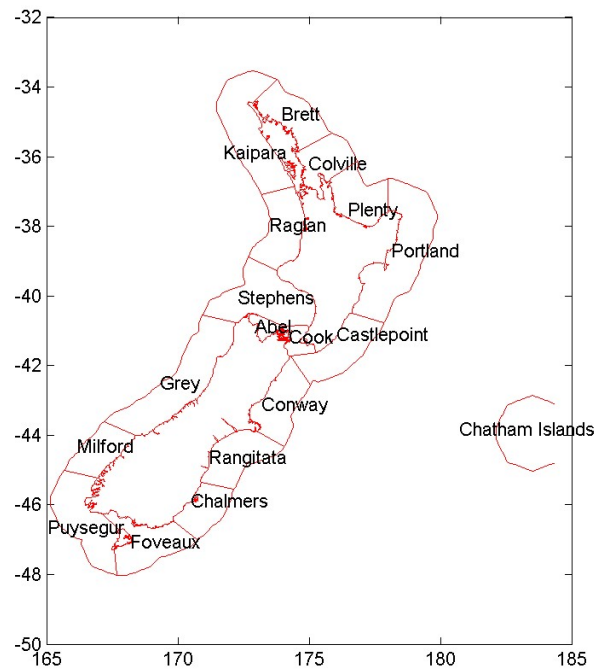 -32
-34
Brett
Kaipara
-36
Colville
Plenty
-38
Raglan
Portland
-40
Stephens
Abel
Cook
Castlepoint
-42
Grey
Conway
-44
Chatham Islands
Milford
Rangitata
-46
Chalmers
Puysegur
Foveaux
-48
-50
165
170
175
180
185